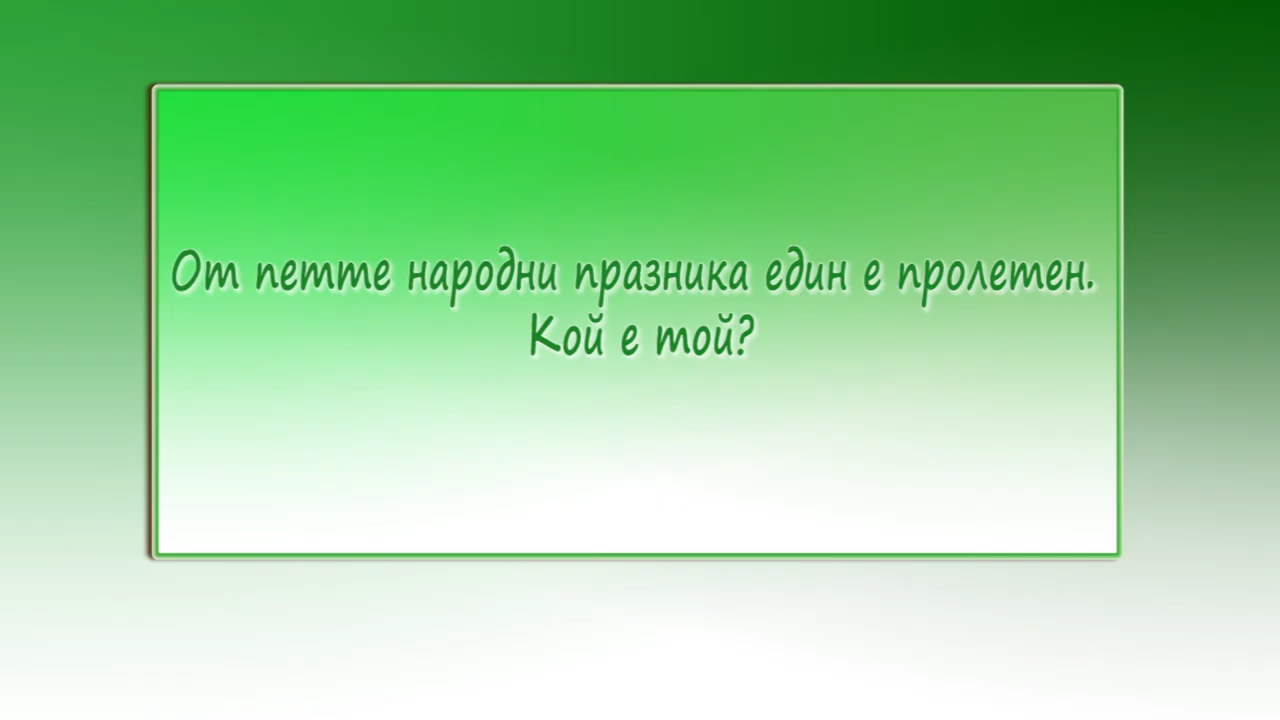 От петте народни празника един е пролетен.
Кой е той?